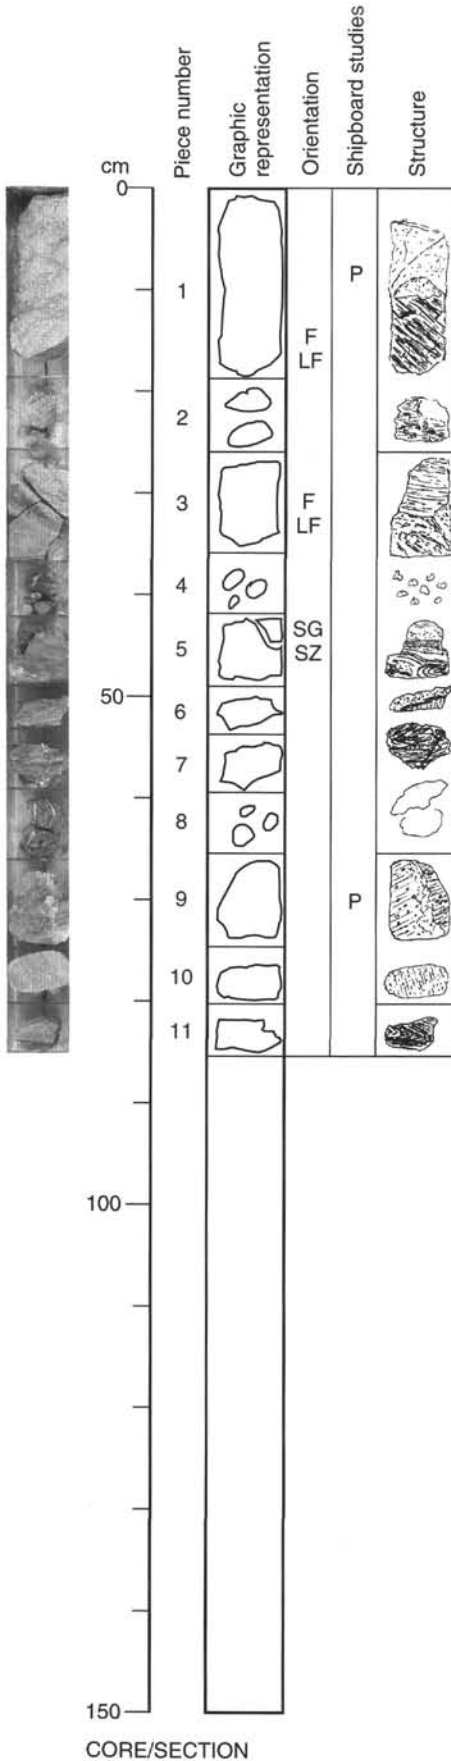 cm
Piece number
Graphic
representation
Orientation
Shipboard studies
Structure
0
1
P
F
LF
2
3
F
LF
4
5
SG
SZ
50
6
7
8
9
P
10
11
100
150
CORE/SECTION